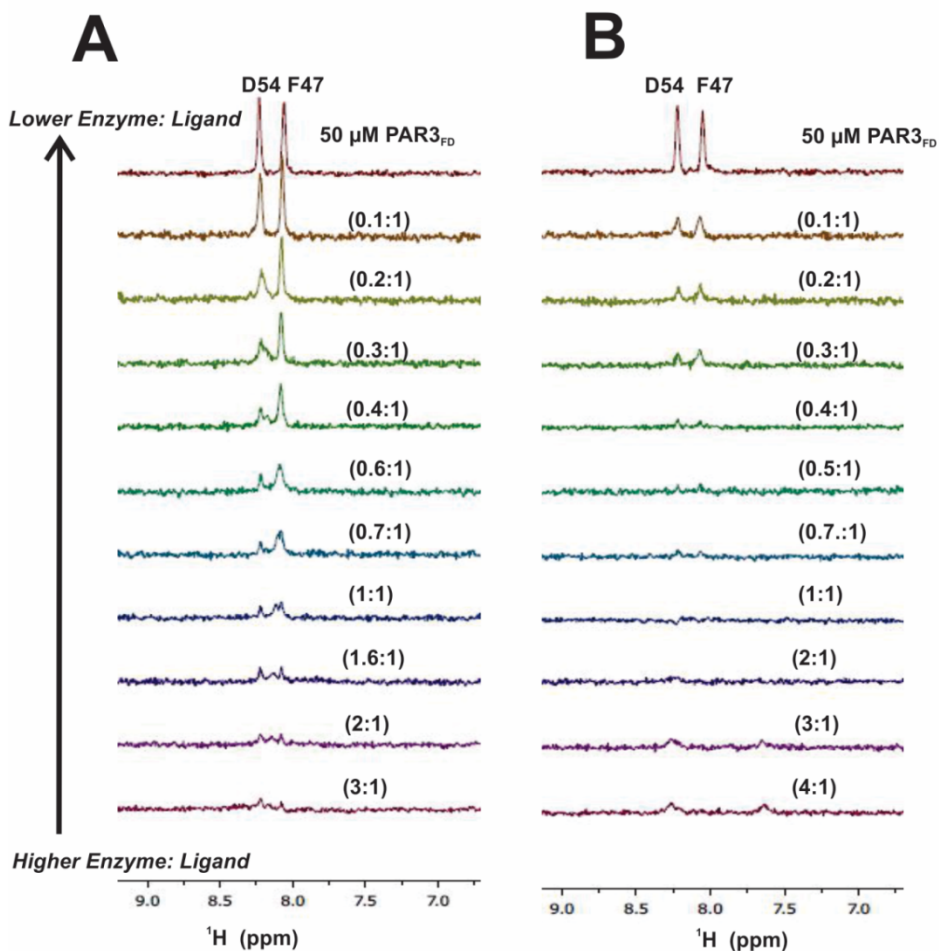 A
B
D54 F47
D54 F47
Lower Enzyme: Ligand
50 µM PAR3FD
50 µM PAR3FD
(0.1:1)
(0.1:1)
(0.2:1)
(0.2:1)
(0.3:1)
(0.3:1)
(0.4:1)
(0.4:1)
(0.6:1)
(0.5:1)
(0.7:1)
(0.7.:1)
(1:1)
(1:1)
(1.6:1)
(2:1)
(2:1)
(3:1)
(3:1)
(4:1)
Higher Enzyme: Ligand
9.0 8.5 8.0 7.5 7.0
9.0 8.5 8.0 7.5 7.0
¹H (ppm)
¹H (ppm)